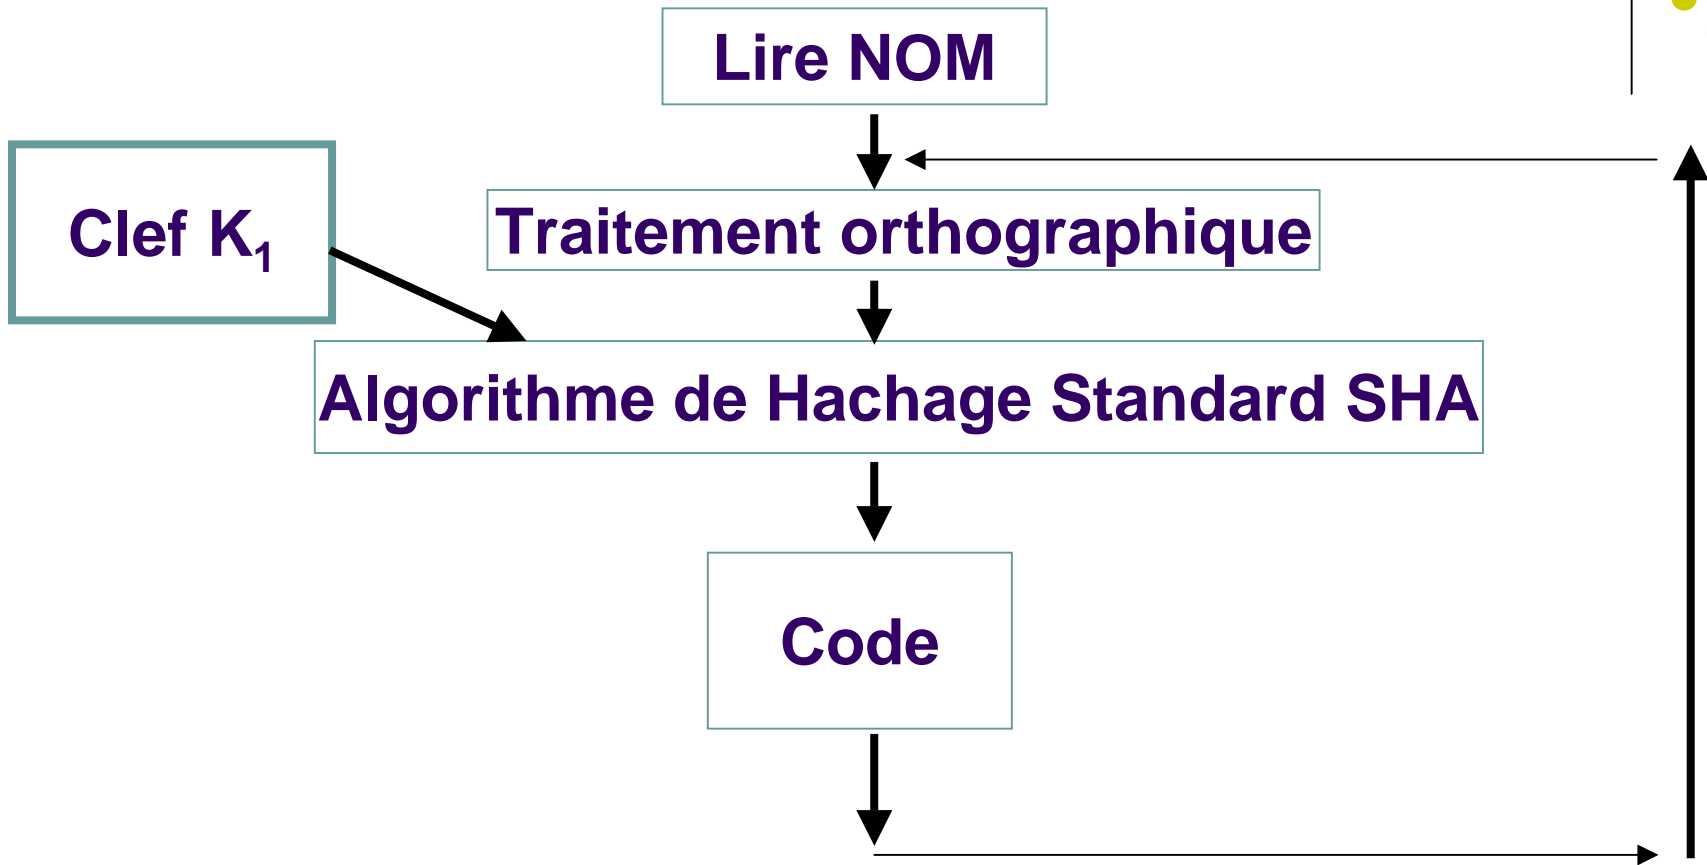 Lire NOM
Clef K₁
Traitement orthographique
Algorithme de Hachage Standard SHA
Code